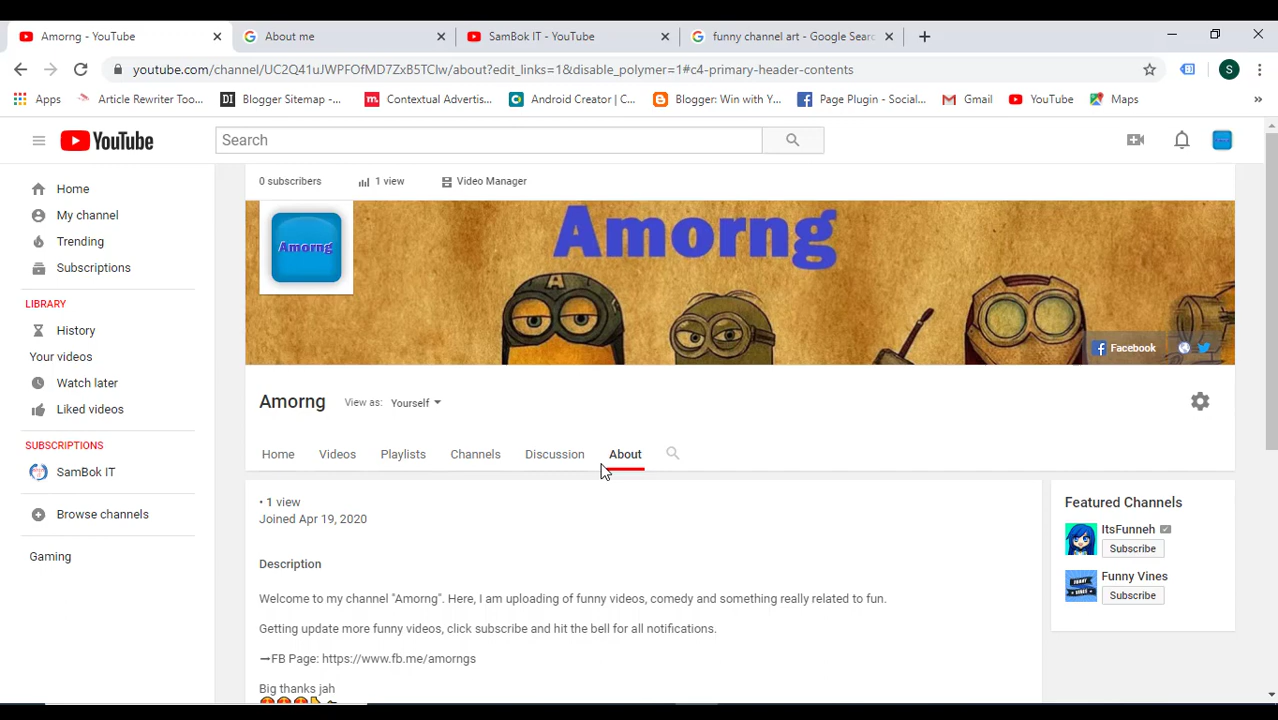 Amorng - YouTube
About me
SamBok IT - YouTube
funny channel art - Google Searc
youtube.com/channel/UC2Q41uJWPFOfMD7ZxB5TClw/about?edit_links=1&disable_polymer=1#c4-primary-header-contents
S
Apps
Article Rewriter Too...
DI
Blogger Sitemap -...
m
Contextual Advertis...
Android Creator | C...
Blogger: Win with Y...
Page Plugin - Social...
Gmail
YouTube
Maps
»
YouTube
Search
0 subscribers
1 view
Video Manager
Home
My channel
Trending
Subscriptions
LIBRARY
History
Your videos
Watch later
Liked videos
SUBSCRIPTIONS
SamBok IT
Browse channels
Gaming
Amorng
Amorng
A
Facebook
Amorng
View as: Yourself
Home
Videos
Playlists
Channels
Discussion
About
• 1 view
Joined Apr 19, 2020
Description
Welcome to my channel "Amorng". Here, I am uploading of funny videos, comedy and something really related to fun.
Getting update more funny videos, click subscribe and hit the bell for all notifications.
➞FB Page: https://www.fb.me/amorngs
Big thanks jah
Featured Channels
ItsFunneh
Subscribe
Funny Vines
Subscribe